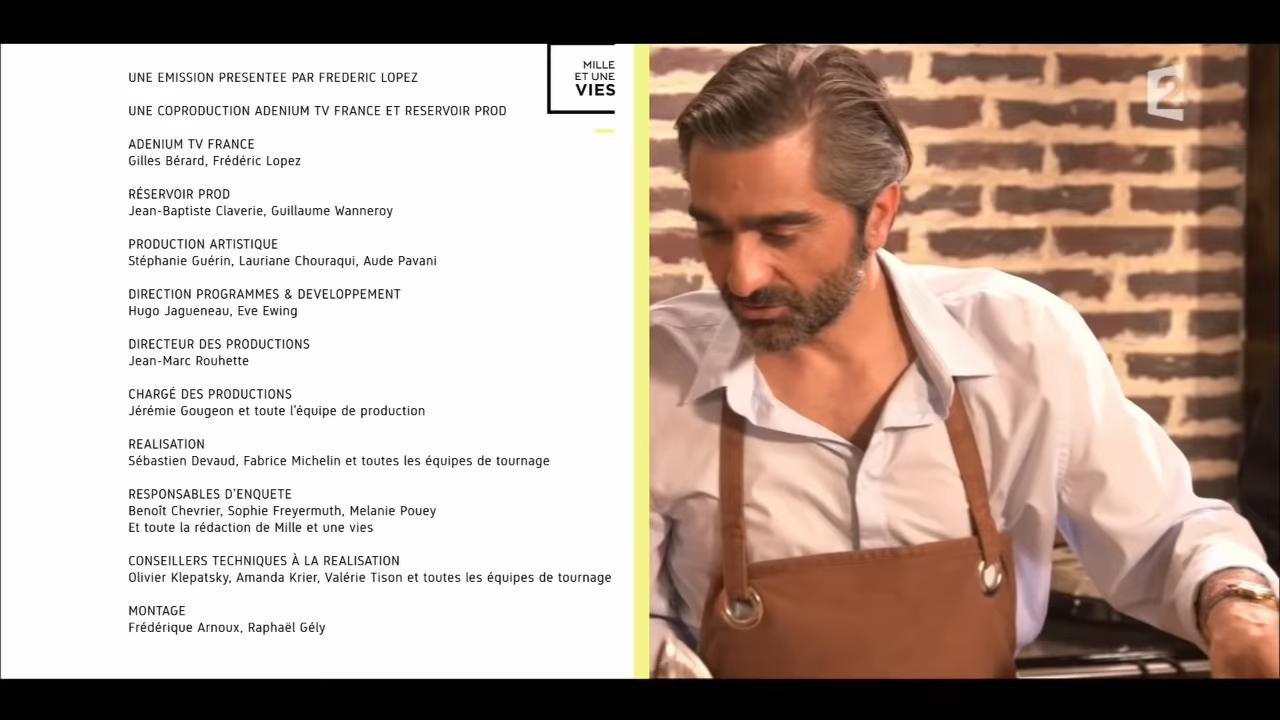 UNE EMISSION PRESENTEE PAR FREDERIC LOPEZ
UNE COPRODUCTION ADENIUM TV FRANCE ET RESERVOIR PROD
ADENIUM TV FRANCE
Gilles Bérard, Frédéric Lopez
RÉSERVOIR PROD
Jean-Baptiste Claverie, Guillaume Wanneroy
PRODUCTION ARTISTIQUE
Stéphanie Guérin, Lauriane Chouraqui, Aude Pavani
DIRECTION PROGRAMMES & DEVELOPPEMENT
Hugo Jagueneau, Eve Ewing
DIRECTEUR DES PRODUCTIONS
Jean-Marc Rouhette
CHARGÉ DES PRODUCTIONS
Jérémie Gougeon et toute l'équipe de production
REALISATION
Sébastien Devaud, Fabrice Michelin et toutes les équipes de tournage
RESPONSABLES D'ENQUETE
Benoît Chevrier, Sophie Freyermuth, Melanie Pouey
Et toute la rédaction de Mille et une vies
CONSEILLERS TECHNIQUES À LA REALISATION
Olivier Klepatsky, Amanda Krier, Valérie Tison et toutes les équipes de tournage
MONTAGE
Frédérique Arnoux, Raphaël Gély
MILLE
ET UNE
VIES
2